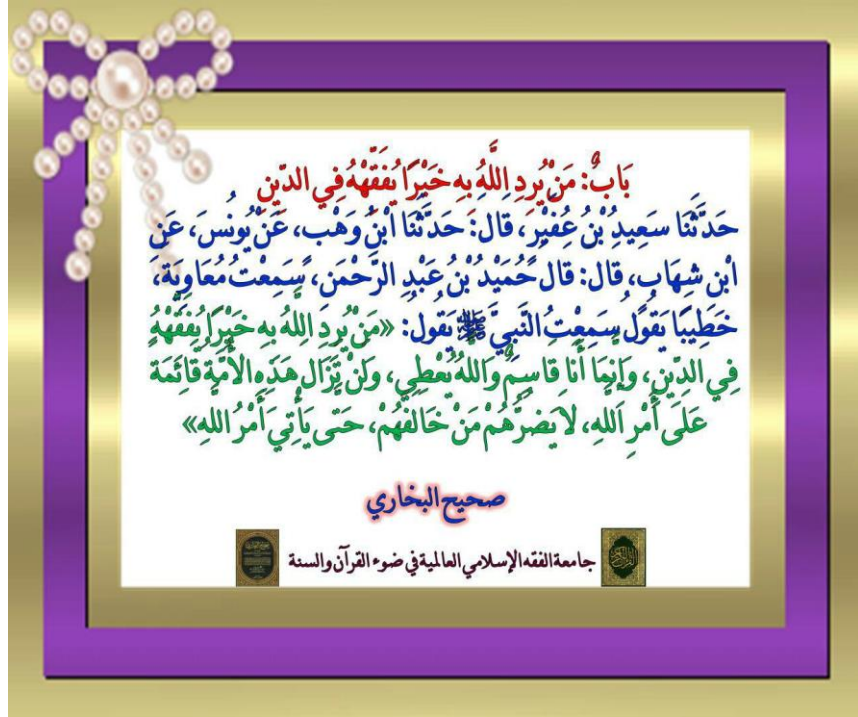 بَابٌ: مَنْ يُرِدِ اللَّهُ بِهِ خَيْرًا يُفَقِّهْهُ فِي الدِّينِ
حَدَّثَنَا سَعِيدُ بْنُ عُفَيْرٍ، قَالَ: حَدَّثَنَا ابْنُ وَهْبٍ، عَنْ يُونُسَ، عَنِ
ابْنِ شِهَابٍ، قَالَ: قَالَ حُمَيْدُ بْنُ عَبْدِ الرَّحْمَنِ، سَمِعْتُ مُعَاوِيَةَ،
خَطِيبًا يَقُولُ سَمِعْتُ النَّبِيَّ ﷺ يَقُولُ: «مَنْ يُرِدِ اللَّهُ بِهِ خَيْرًا يُفَقِّهْهُ
فِي الدِّينِ، وَإِنَّمَا أَنَا قَاسِمٌ وَاللَّهُ يُعْطِي، وَلَنْ تَزَالَ هَذِهِ الأُمَّةُ قَائِمَةً
عَلَى أَمْرِ اللَّهِ، لاَ يَضُرُّهُمْ مَنْ خَالَفَهُمْ، حَتَّى يَأْتِيَ أَمْرُ اللَّهِ»
صحيح البخاري
جامعة الفقه الإسلامي العالمية في ضوء القرآن والسنة